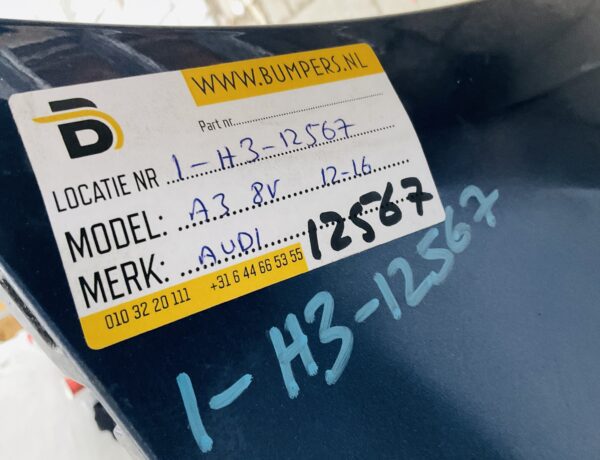 WWW.BUMPERS.NL
B
Part nr.
LOCATIE NR 1-H3-12567
MODEL: A3 8V 12-16
MERK: AUDI 12567
010 32 20 111 +31 6 44 66 53 55
1-H3-12567